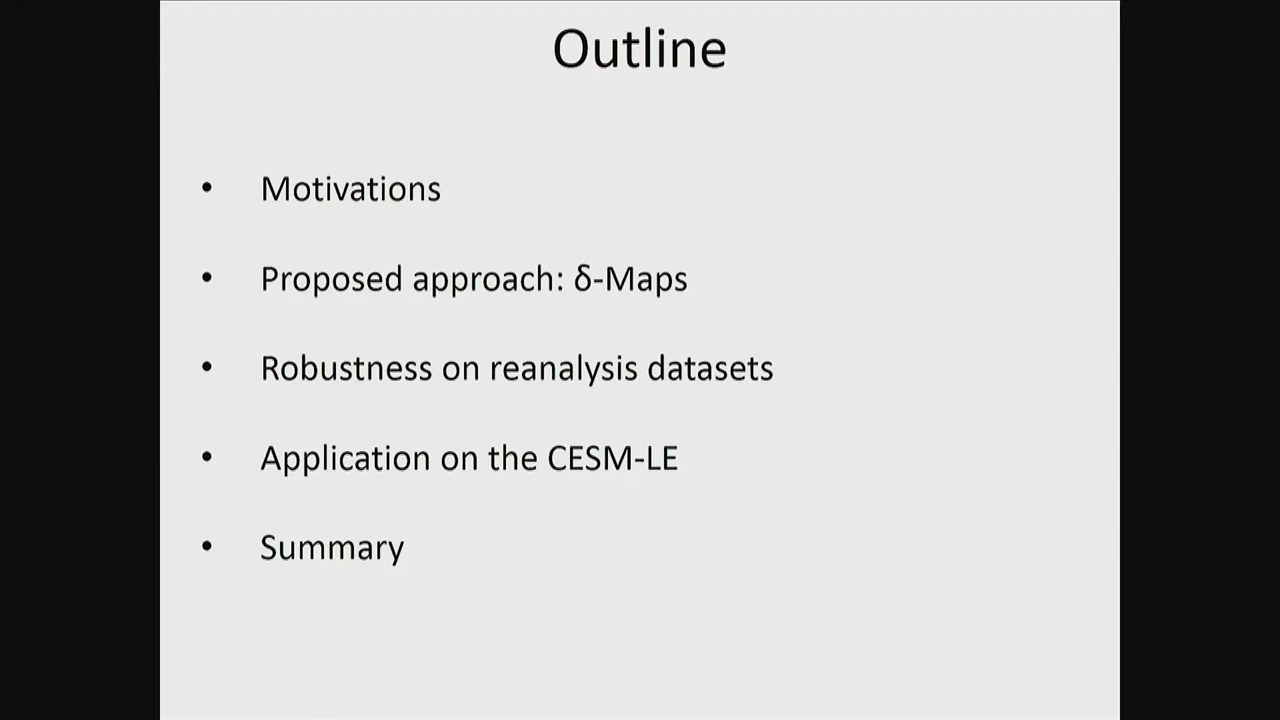 Outline
• Motivations
• Proposed approach: δ-Maps
• Robustness on reanalysis datasets
• Application on the CESM-LE
• Summary